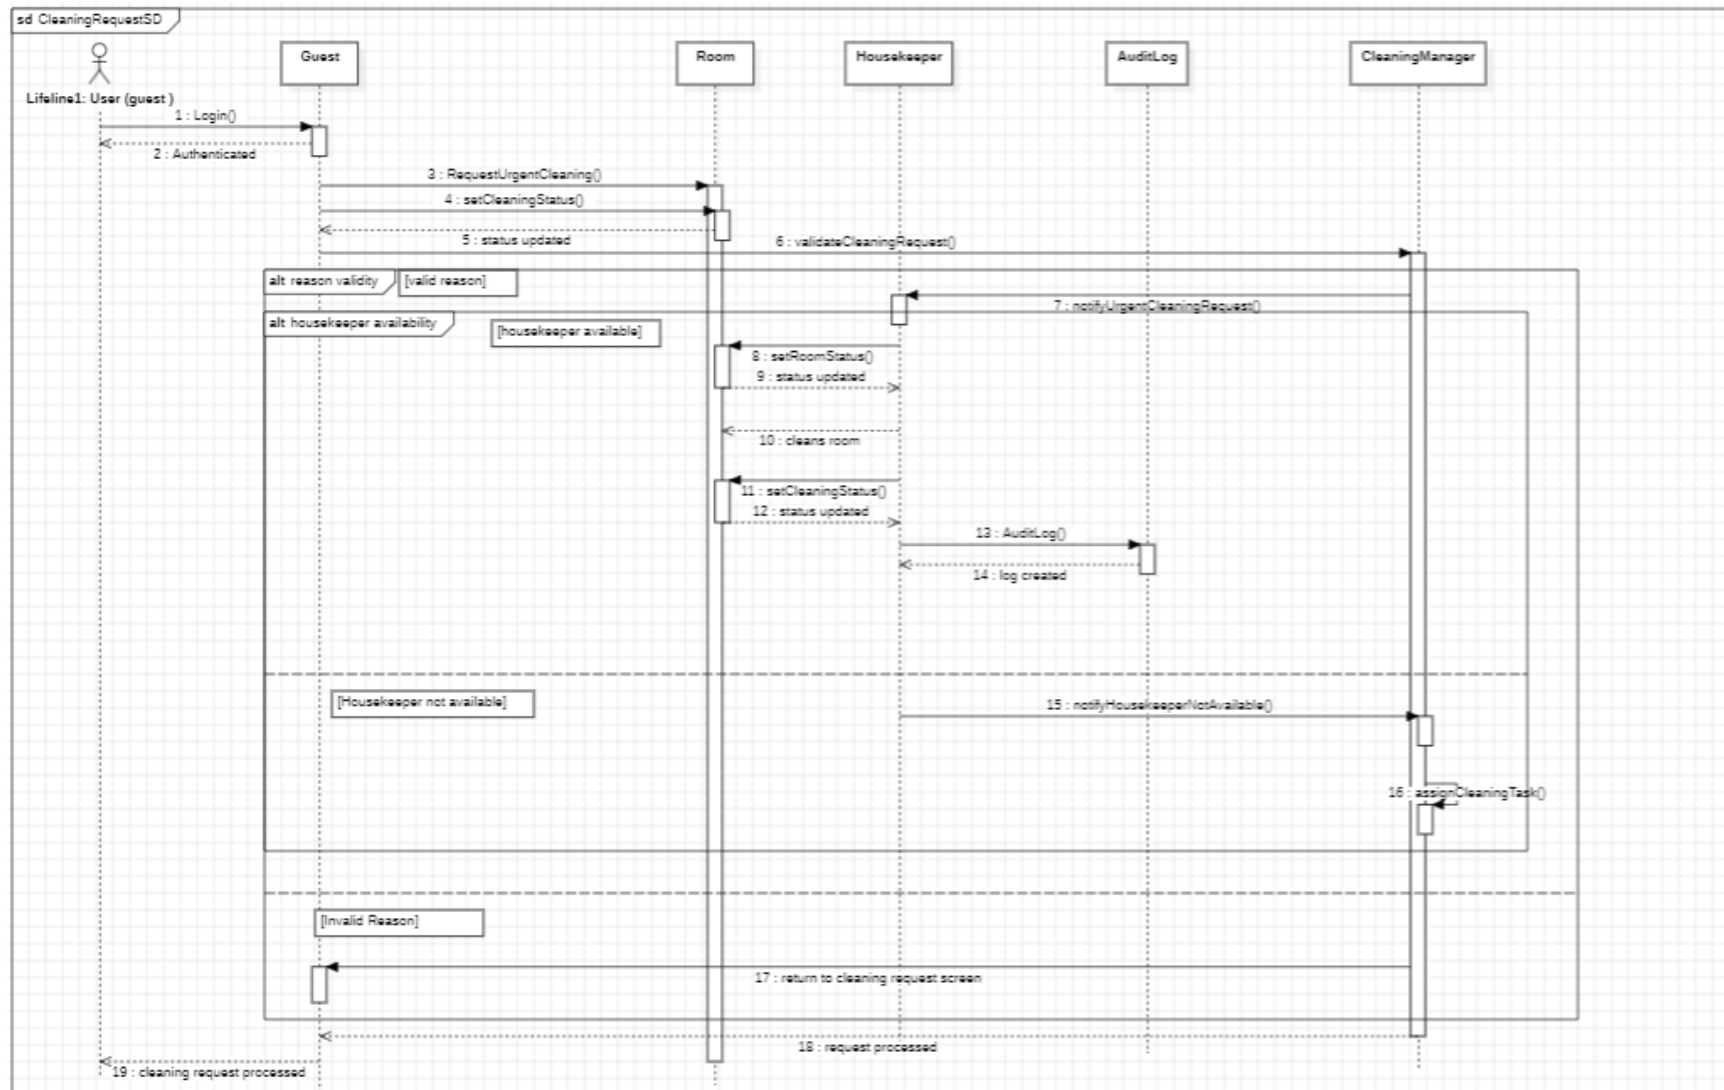 sd CleaningRequestSD
Guest
Room
Housekeeper
AuditLog
CleaningManager
Lifeline1: User (guest )
1 : Login()
2 : Authenticated
3 : RequestUrgentCleaning()
4 : setCleaningStatus()
5 : status updated
6 : validateCleaningRequest()
alt reason validity
[valid reason]
7 : notifyUrgentCleaningRequest()
alt housekeeper availability
[housekeeper available]
8 : setRoomStatus()
9 : status updated
10 : cleans room
11 : setCleaningStatus()
12 : status updated
13 : AuditLog()
14 : log created
[Housekeeper not available]
15 : notifyHousekeeperNotAvailable()
16 : assignCleaningTask()
[Invalid Reason]
17 : return to cleaning request screen
18 : request processed
19 : cleaning request processed